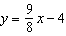 y = 9/8 x − 4